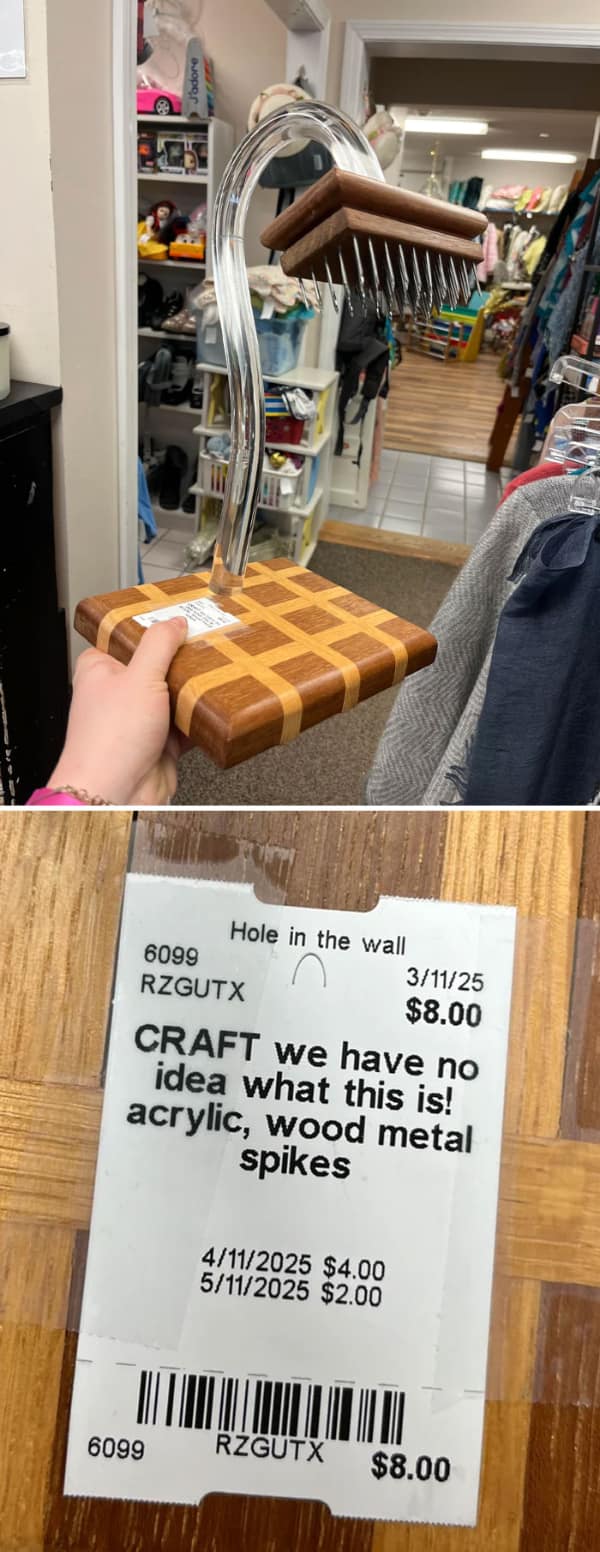 J'adore
Hole in the wall
6099
3/11/25
RZGUTX
$8.00
CRAFT we have no
idea what this is!
acrylic, wood metal
spikes
4/11/2025 $4.00
5/11/2025 $2.00
6099
RZGUTX
$8.00